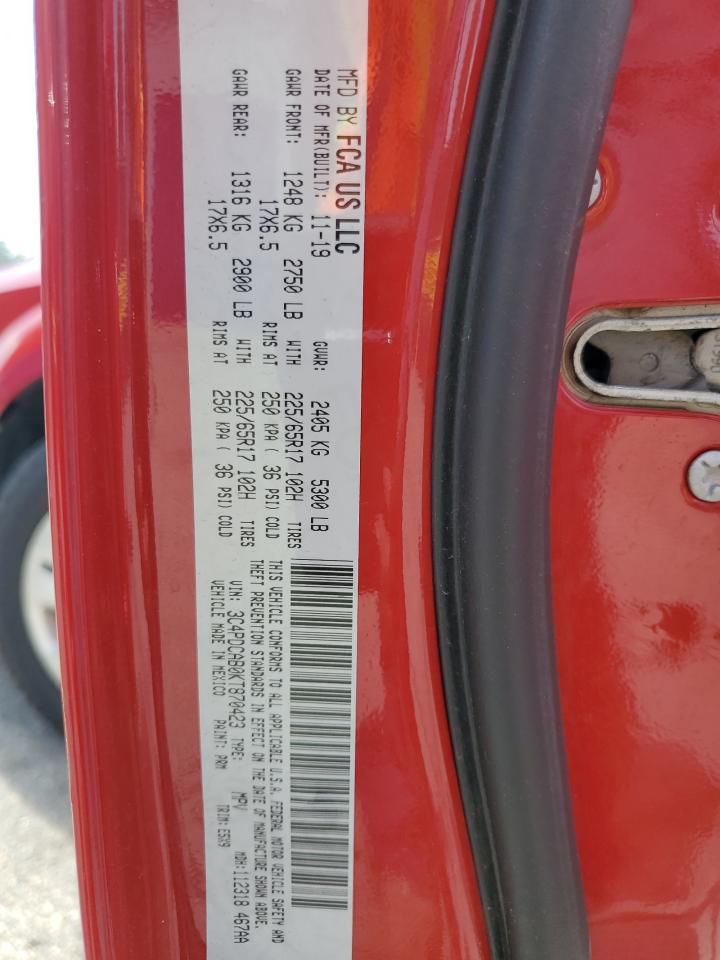 MFD BY FCA US LLC
DATE OF MFR(BUILT): 11-19 GVWR: 2405 KG 5300 LB
GAWR FRONT: 1248 KG 2750 LB WITH 225/65R17 102H TIRES
17X6.5 RIMS AT 250 KPA ( 36 PSI) COLD
GAWR REAR: 1316 KG 2900 LB WITH 225/65R17 102H TIRES
17X6.5 RIMS AT 250 KPA ( 36 PSI) COLD
THIS VEHICLE CONFORMS TO ALL APPLICABLE U.S.A. FEDERAL MOTOR VEHICLE SAFETY AND
THEFT PREVENTION STANDARDS IN EFFECT ON THE DATE OF MANUFACTURE SHOWN ABOVE.
VIN: 3C4PDCAB0KT870423 TYPE: MPV MDH: 112318 467AA
VEHICLE MADE IN MEXICO PAINT: PRM TRIM: E5X9